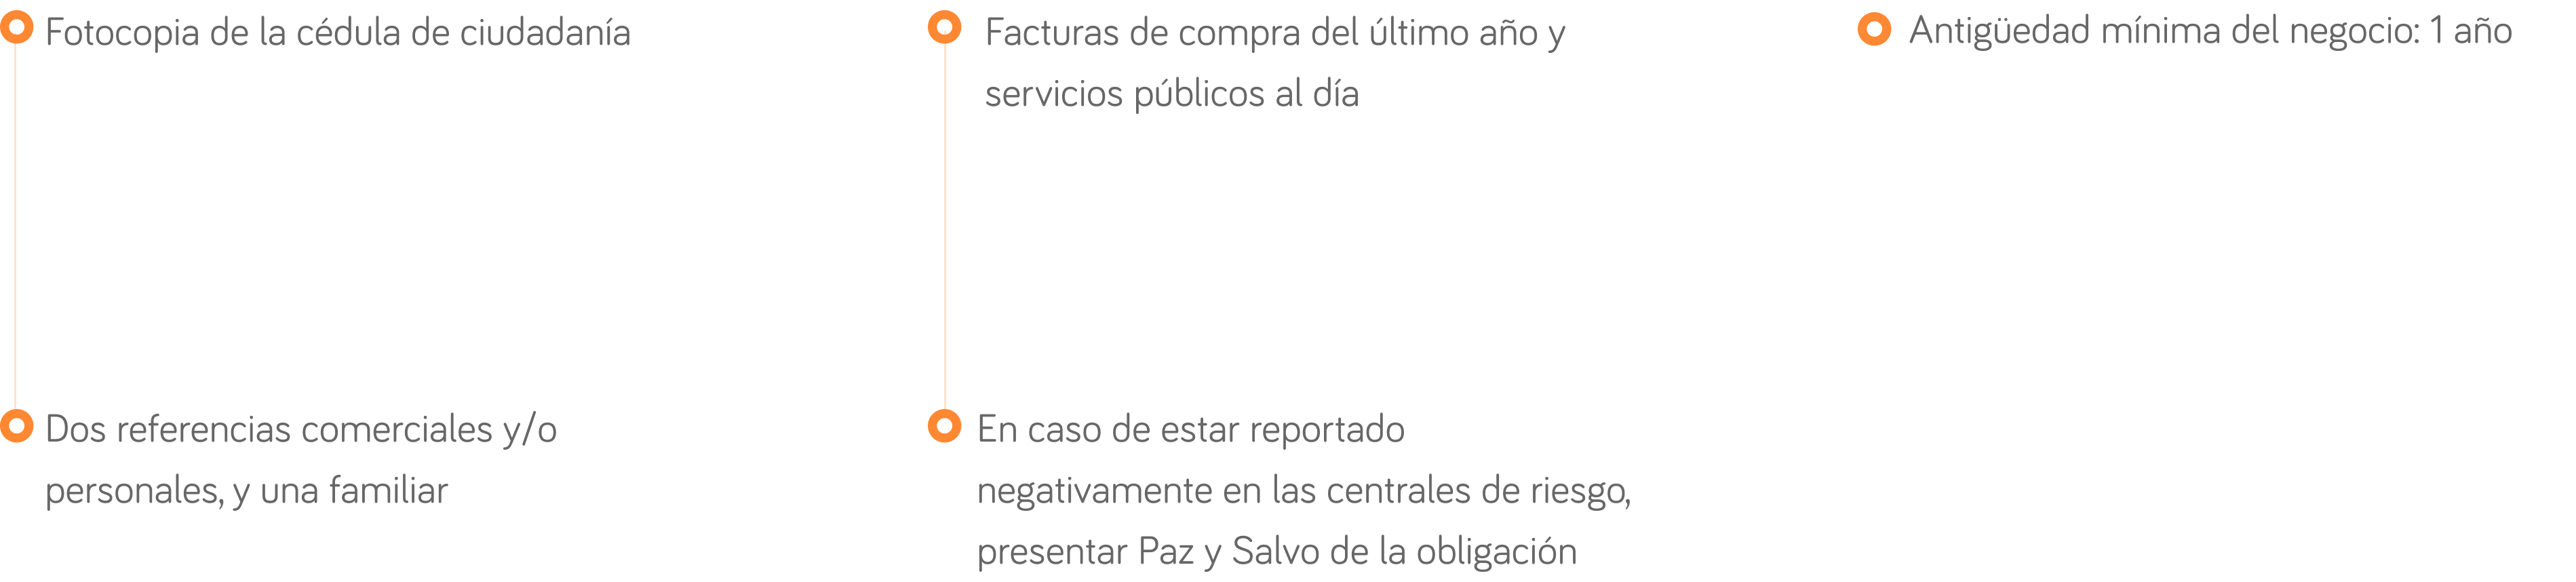 Fotocopia de la cédula de ciudadanía
Dos referencias comerciales y/o
personales, y una familiar
Facturas de compra del último año y
servicios públicos al día
En caso de estar reportado
negativamente en las centrales de riesgo,
presentar Paz y Salvo de la obligación
Antigüedad mínima del negocio: 1 año